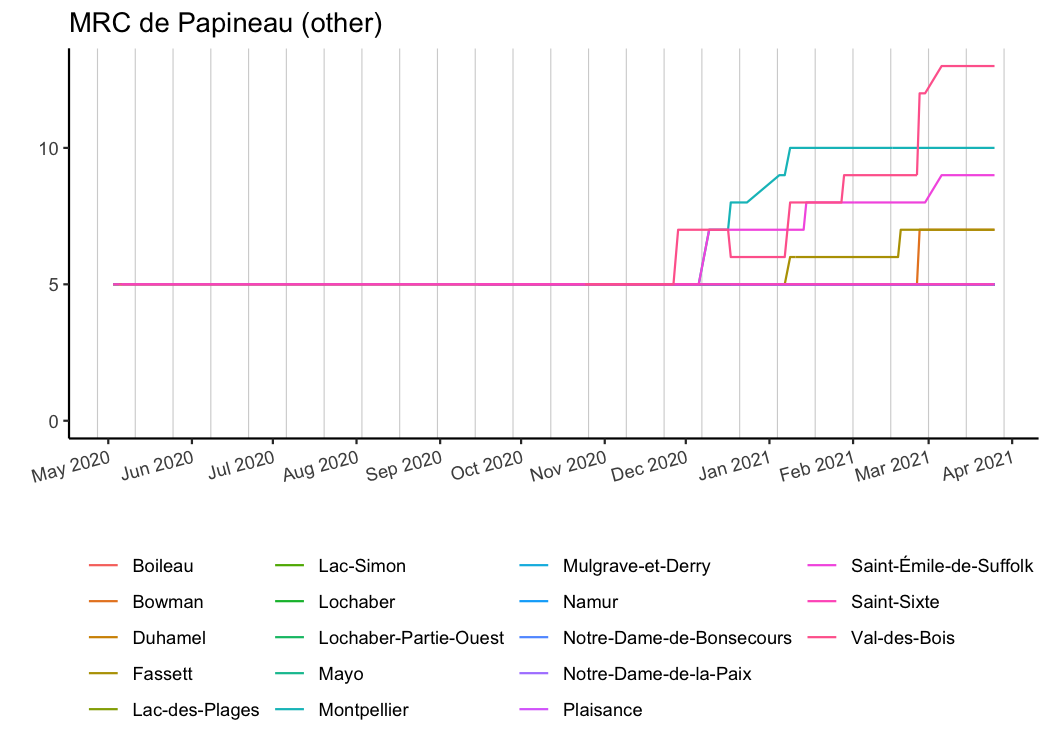 MRC de Papineau (other)
10
5
0
May 2020 Jun 2020 Jul 2020 Aug 2020 Sep 2020 Oct 2020 Nov 2020 Dec 2020 Jan 2021 Feb 2021 Mar 2021 Apr 2021
Boileau Lac-Simon Mulgrave-et-Derry Saint-Émile-de-Suffolk
Bowman Lochaber Namur Saint-Sixte
Duhamel Lochaber-Partie-Ouest Notre-Dame-de-Bonsecours Val-des-Bois
Fassett Mayo Notre-Dame-de-la-Paix
Lac-des-Plages Montpellier Plaisance